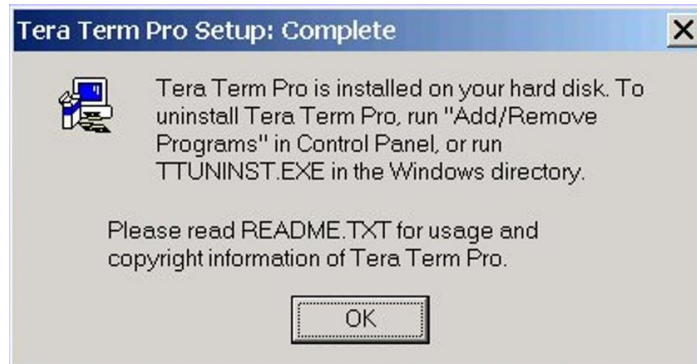 Tera Term Pro Setup: Complete
Tera Term Pro is installed on your hard disk. To
uninstall Tera Term Pro, run "Add/Remove
Programs" in Control Panel, or run
TTUNINST.EXE in the Windows directory.
Please read README.TXT for usage and
copyright information of Tera Term Pro.
OK